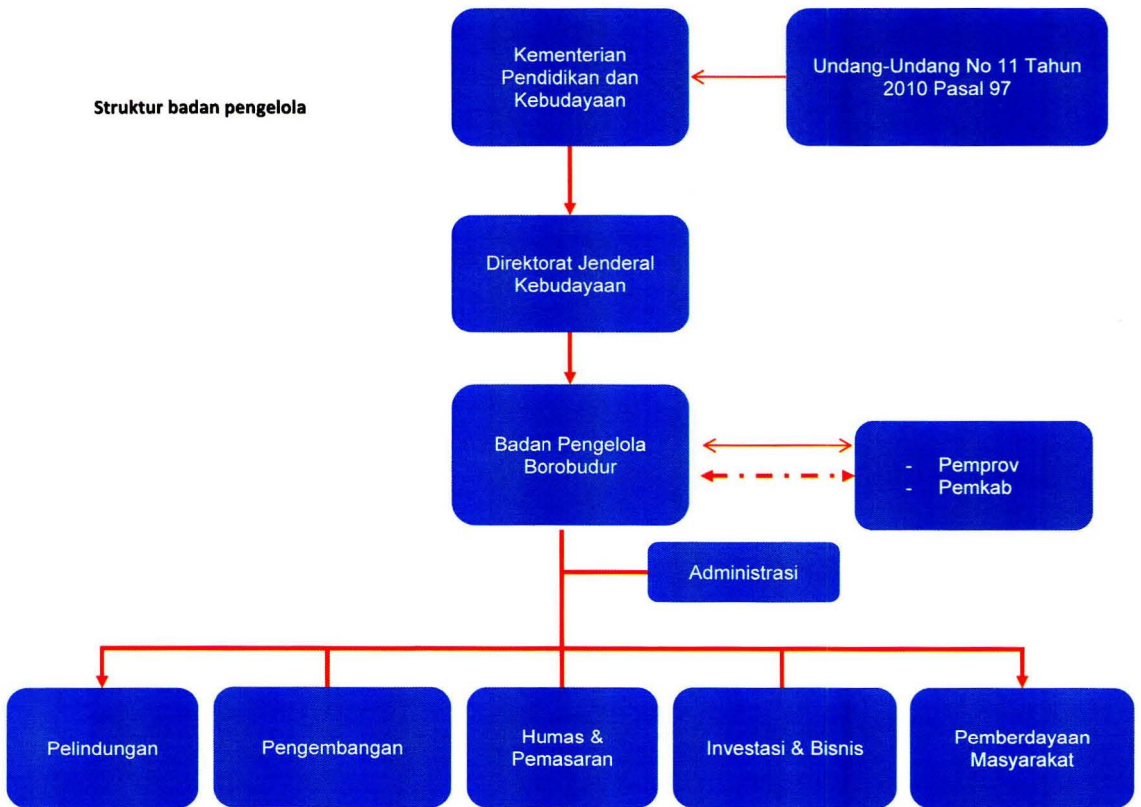 Kementerian
Pendidikan dan
Kebudayaan
Undang-Undang No 11 Tahun
2010 Pasal 97
Struktur badan pengelola
Direktorat Jenderal
Kebudayaan
Badan Pengelola
Borobudur
- Pemprov
- Pemkab
Administrasi
Pelindungan
Pengembangan
Humas &
Pemasaran
Investasi & Bisnis
Pemberdayaan
Masyarakat